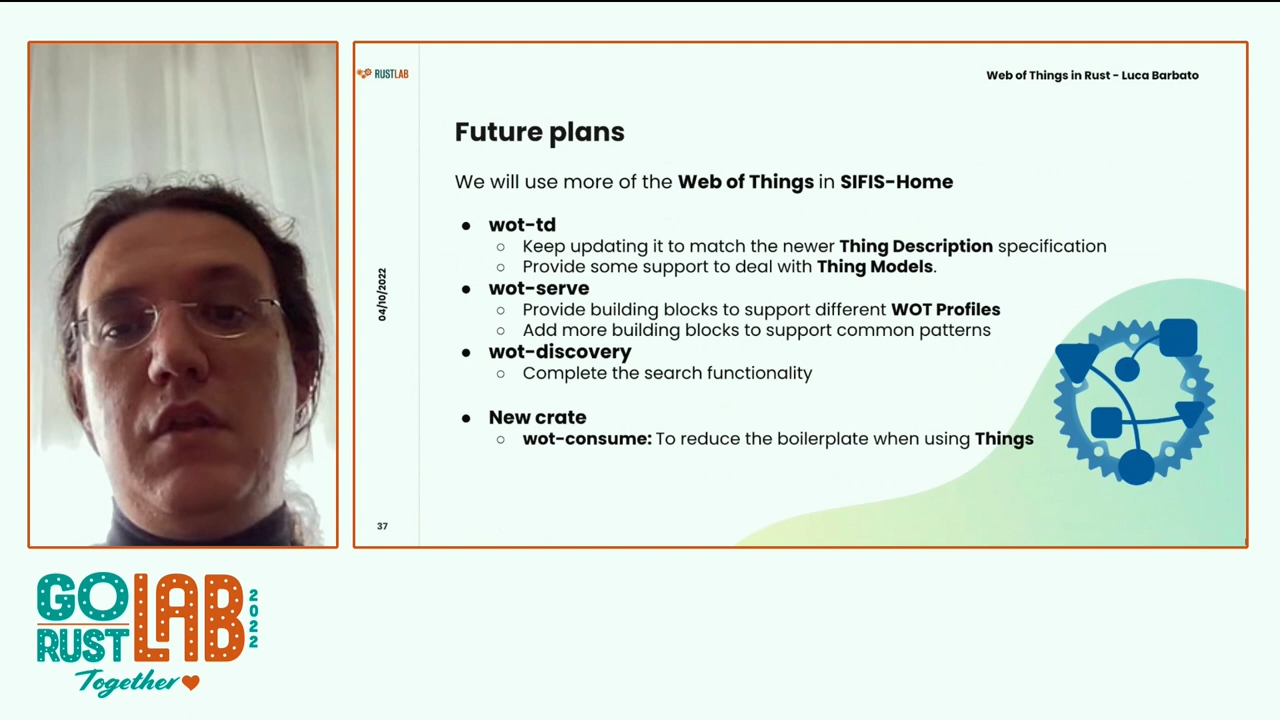 RUSTLAB
Web of Things in Rust - Luca Barbato
Future plans
We will use more of the Web of Things in SIFIS-Home
● wot-td
○ Keep updating it to match the newer Thing Description specification
○ Provide some support to deal with Thing Models.
● wot-serve
○ Provide building blocks to support different WOT Profiles
○ Add more building blocks to support common patterns
● wot-discovery
○ Complete the search functionality
● New crate
○ wot-consume: To reduce the boilerplate when using Things
04/10/2022
37
GO LAB 2022
RUST
Together